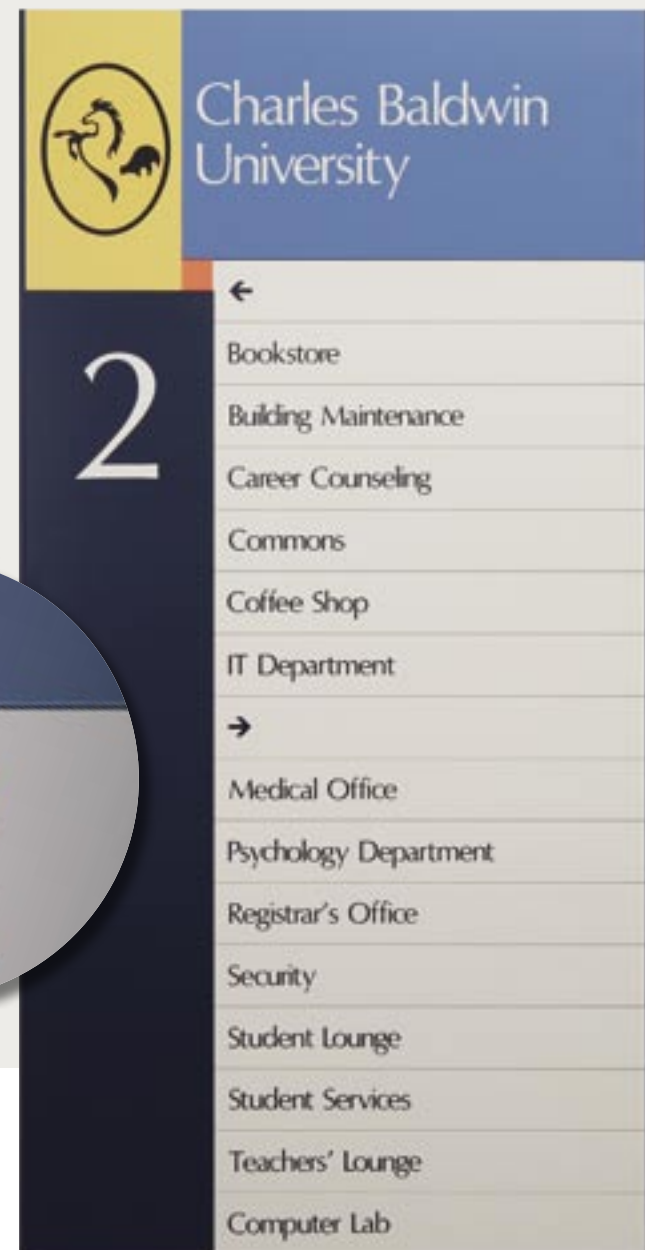 Charles Baldwin
University
2
←
Bookstore
Building Maintenance
Career Counseling
Commons
Coffee Shop
IT Department
→
Medical Office
Psychology Department
Registrar's Office
Security
Student Lounge
Student Services
Teachers' Lounge
Computer Lab